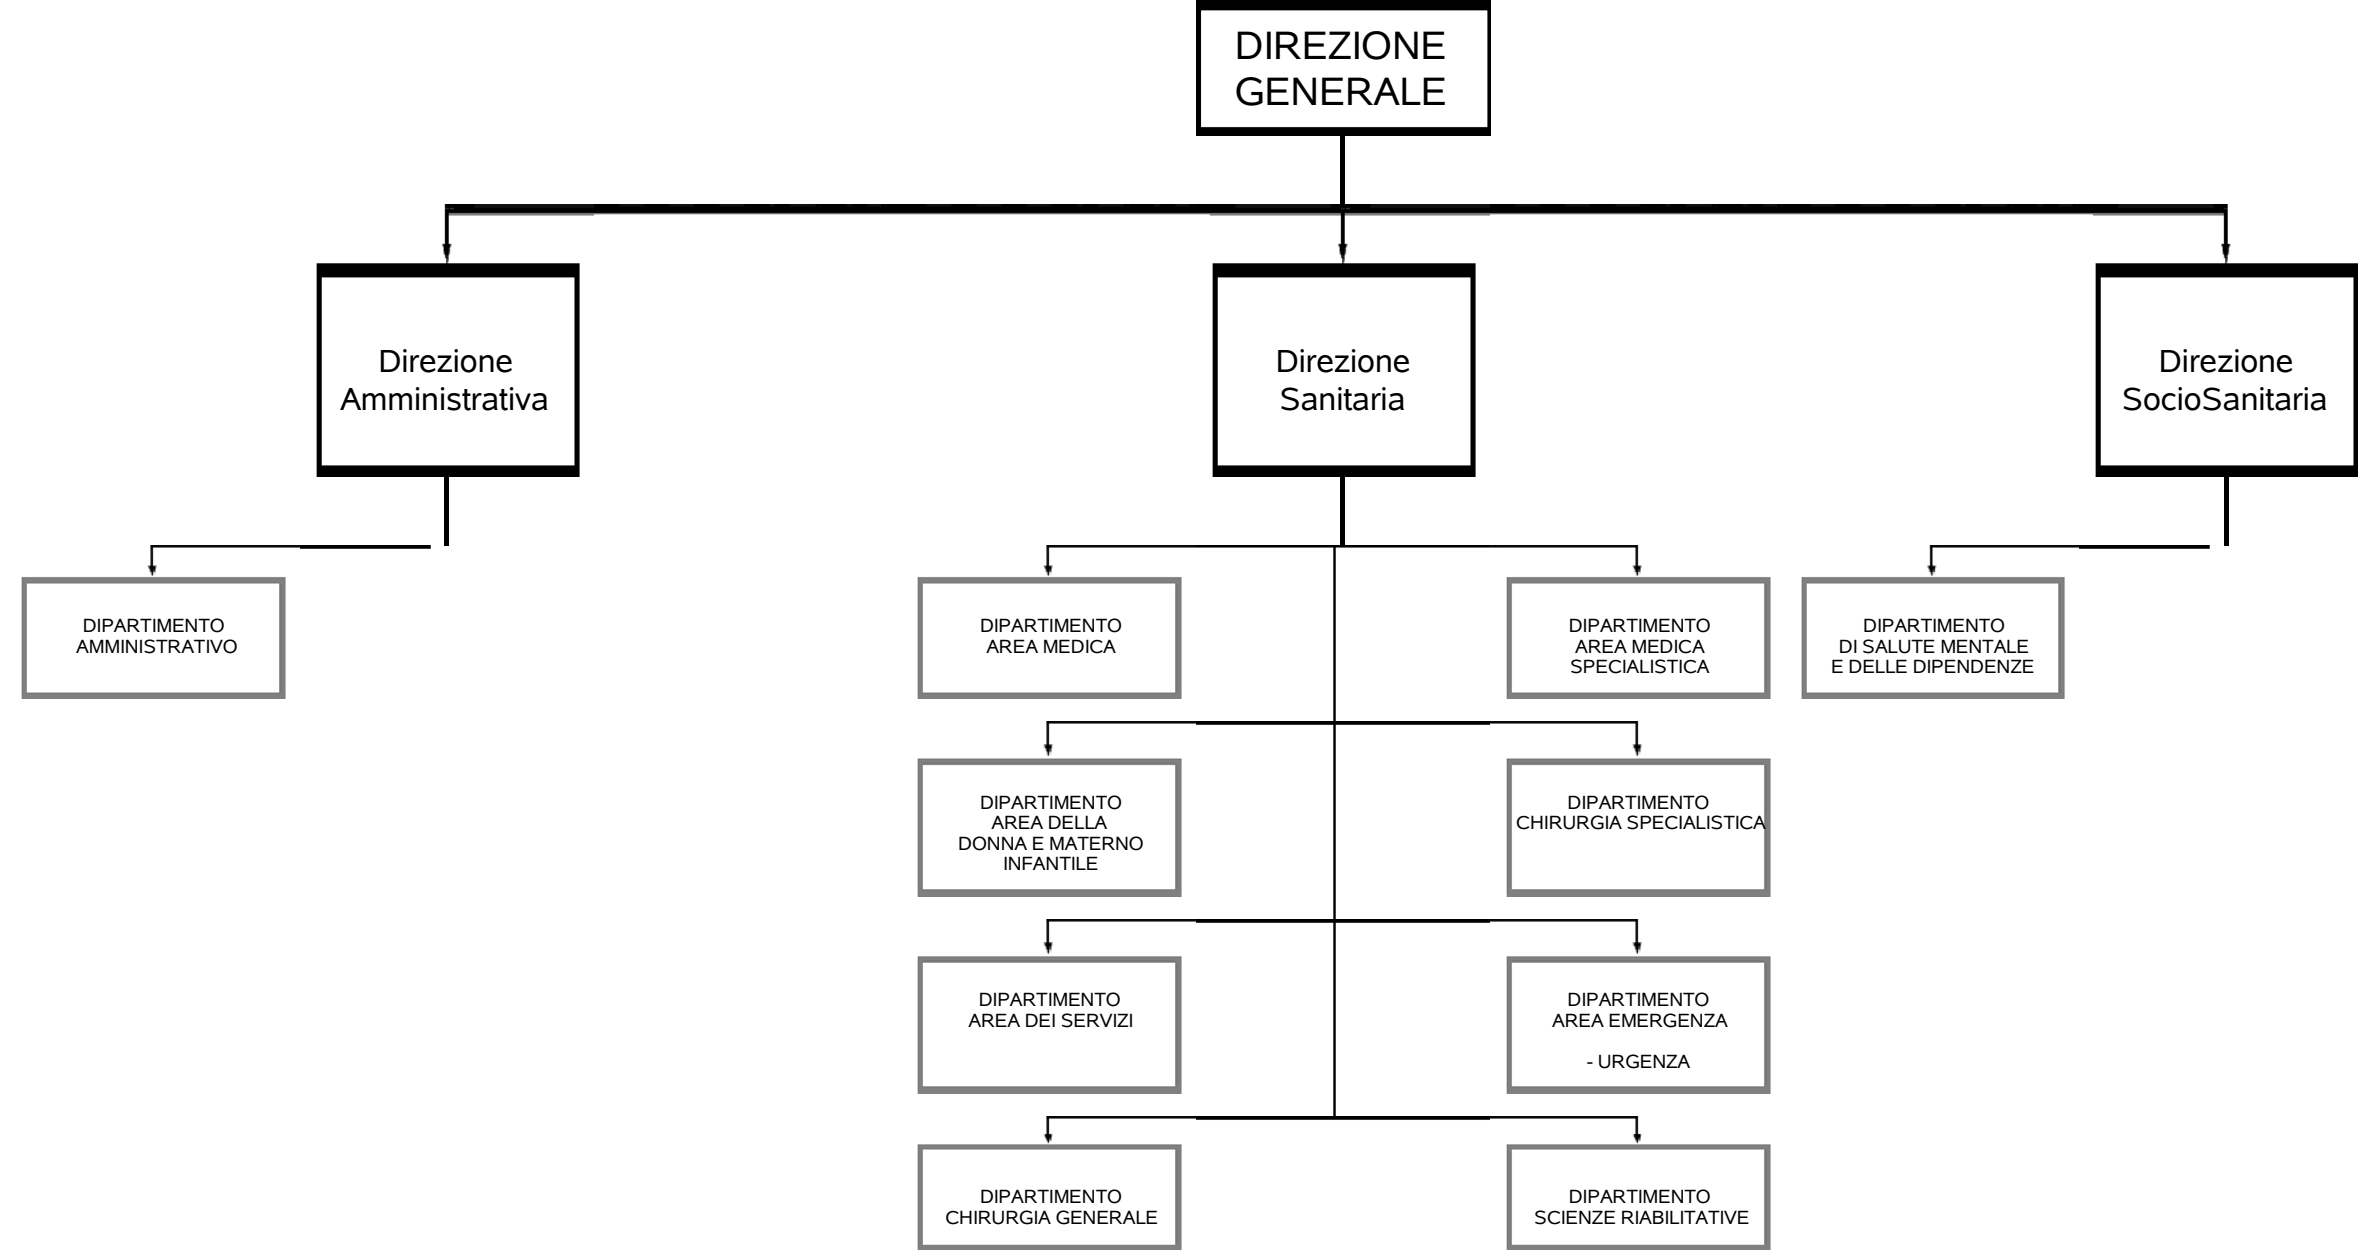 DIREZIONE
GENERALE
Direzione
Amministrativa
Direzione
Sanitaria
Direzione
SocioSanitaria
DIPARTIMENTO
AMMINISTRATIVO
DIPARTIMENTO
AREA MEDICA
DIPARTIMENTO
AREA MEDICA
SPECIALISTICA
DIPARTIMENTO
DI SALUTE MENTALE
E DELLE DIPENDENZE
DIPARTIMENTO
AREA DELLA
DONNA E MATERNO
INFANTILE
DIPARTIMENTO
CHIRURGIA SPECIALISTICA
DIPARTIMENTO
AREA DEI SERVIZI
DIPARTIMENTO
AREA EMERGENZA
- URGENZA
DIPARTIMENTO
CHIRURGIA GENERALE
DIPARTIMENTO
SCIENZE RIABILITATIVE